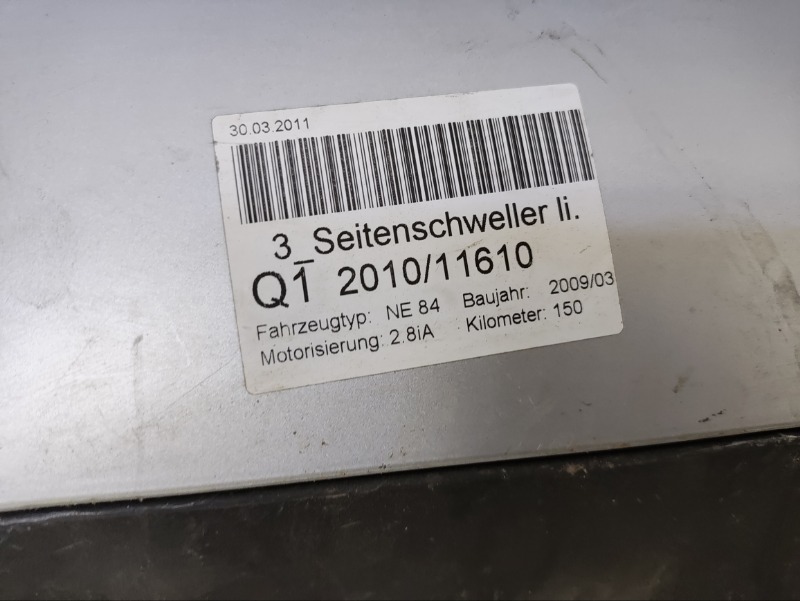 30.03.2011
3_Seitenschweller li.
Q1 2010/11610
Fahrzeugtyp: NE 84 Baujahr: 2009/03
Motorisierung: 2.8iA Kilometer: 150